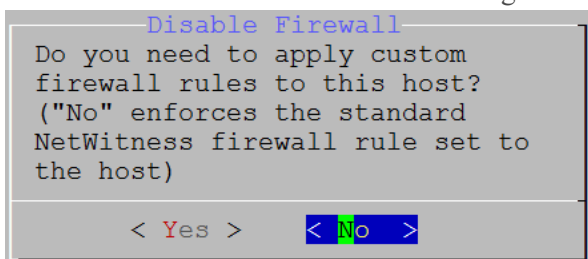 Disable Firewall
Do you need to apply custom
firewall rules to this host?
("No" enforces the standard
NetWitness firewall rule set to
the host)
< Yes > < No >